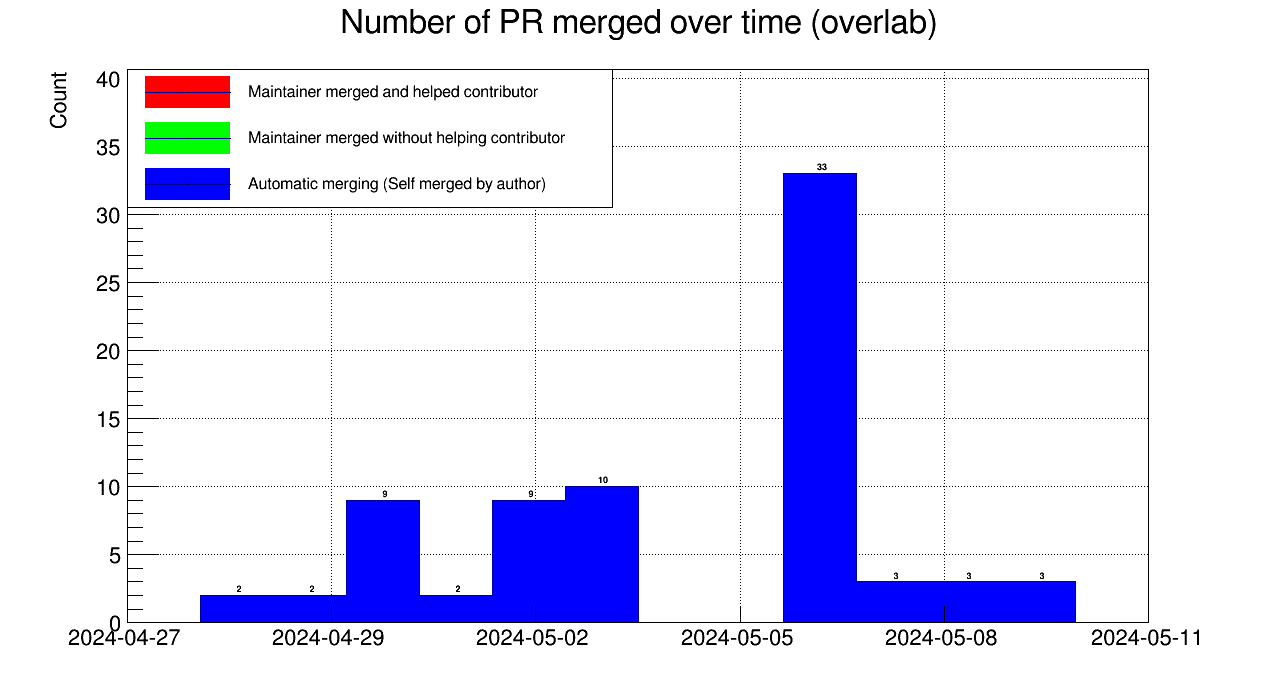 Number of PR merged over time (overlab)
Count
40
35
30
25
20
15
10
5
0
Maintainer merged and helped contributor
Maintainer merged without helping contributor
Automatic merging (Self merged by author)
2 2 9 2 9 10 33 3 3 3
2024-04-27 2024-04-29 2024-05-02 2024-05-05 2024-05-08 2024-05-11